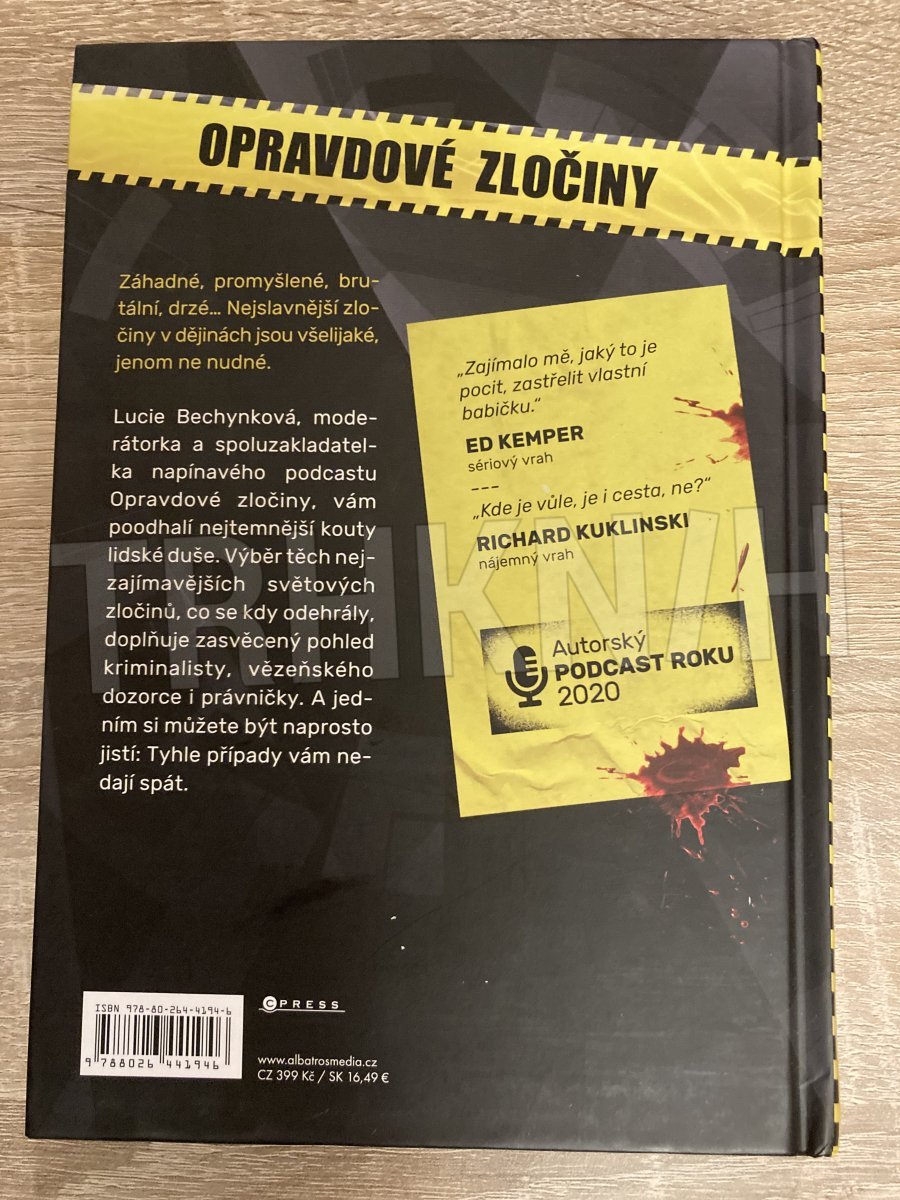 OPRAVDOVÉ ZLOČINY
Záhadné, promyšlené, bru-
tální, drzé... Nejslavnější zlo-
činy v dějinách jsou všelijaké,
jenom ne nudné.
Lucie Bechynková, mode-
rátorka a spoluzakladatel-
ka napínavého podcastu
Opravdové zločiny, vám
poodhalí nejtemnější kouty
lidské duše. Výběr těch nej-
zajímavějších světových
zločinů, co se kdy odehrály,
doplňuje zasvěcený pohled
kriminalisty, vězeňského
dozorce i právničky. A jed-
ním si můžete být naprosto
jistí: Tyhle případy vám ne-
dají spát.
„Zajímalo mě, jaký to je
pocit, zastřelit vlastní
babičku.“
ED KEMPER
sériový vrah
---
„Kde je vůle, je i cesta, ne?“
RICHARD KUKLINSKI
nájemný vrah
Autorský
PODCAST ROKU
2020
TRHKNIH
ISBN 978-80-264-4194-6
9 788026 441946
CPRESS
www.albatrosmedia.cz
CZ 399 Kč / SK 16,49 €